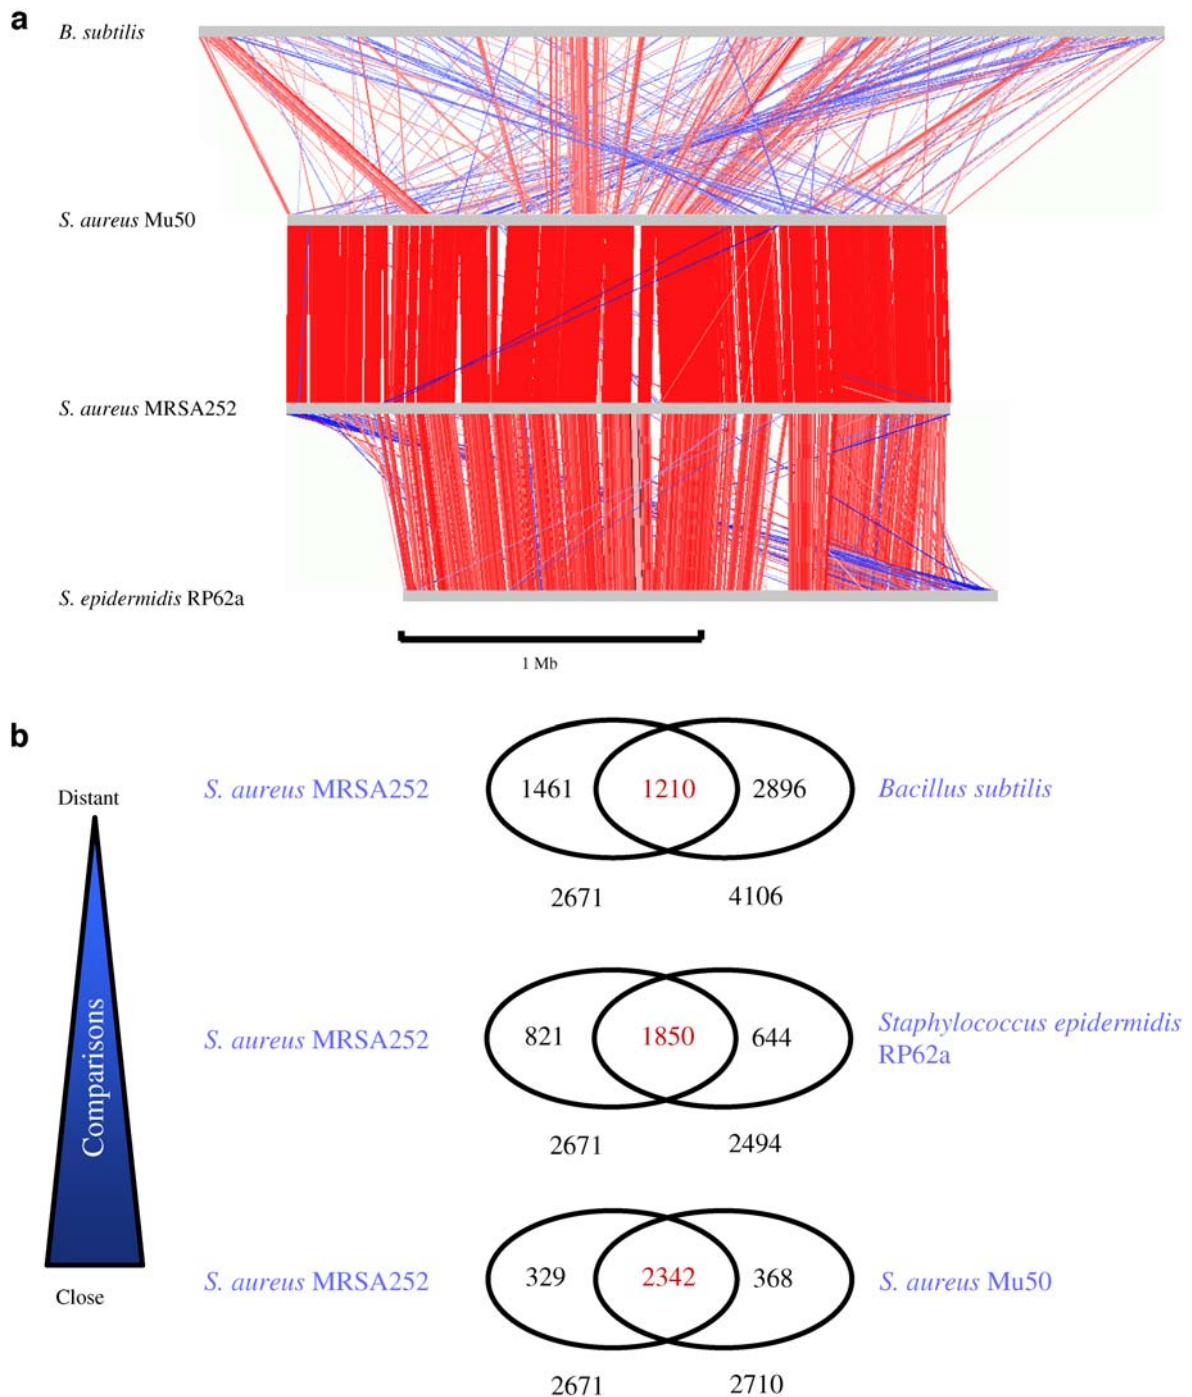 a
B. subtilis
S. aureus Mu50
S. aureus MRSA252
S. epidermidis RP62a
1 Mb
b
Distant
Comparisons
Close
S. aureus MRSA252
1461
1210
2896
Bacillus subtilis
2671
4106
S. aureus MRSA252
821
1850
644
Staphylococcus epidermidis
RP62a
2671
2494
S. aureus MRSA252
329
2342
368
S. aureus Mu50
2671
2710